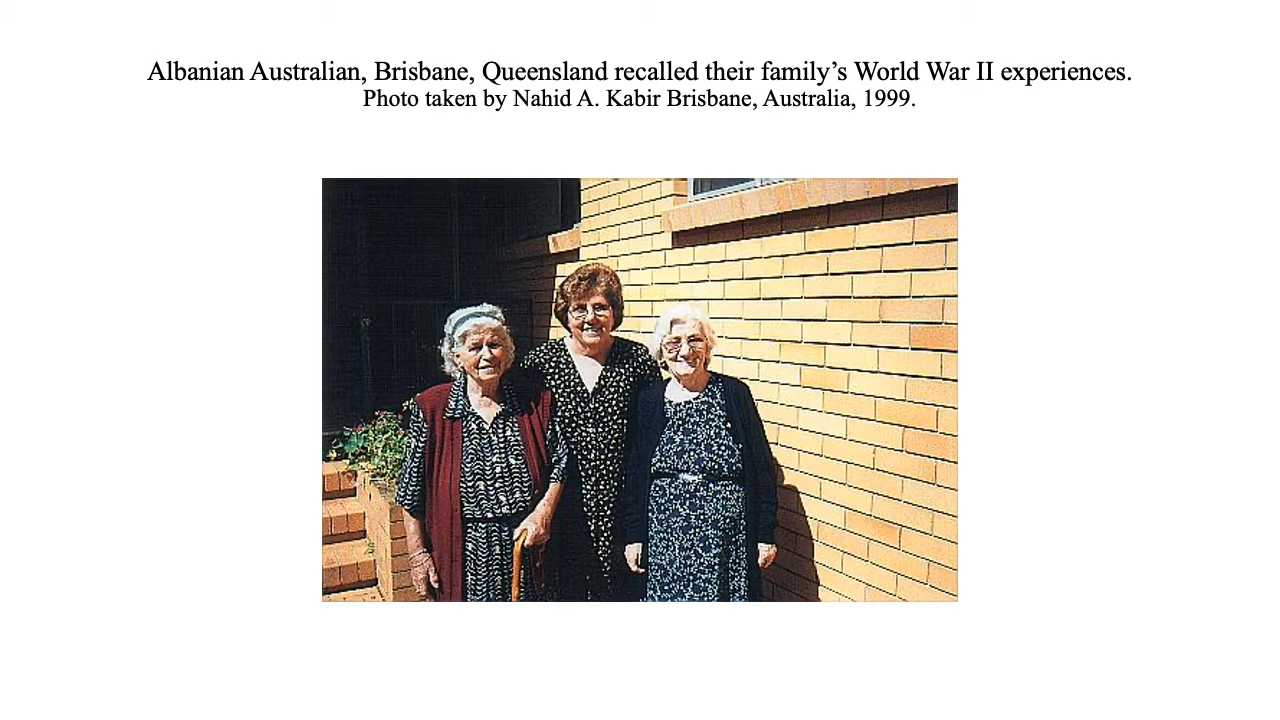 Albanian Australian, Brisbane, Queensland recalled their family’s World War II experiences.
Photo taken by Nahid A. Kabir Brisbane, Australia, 1999.